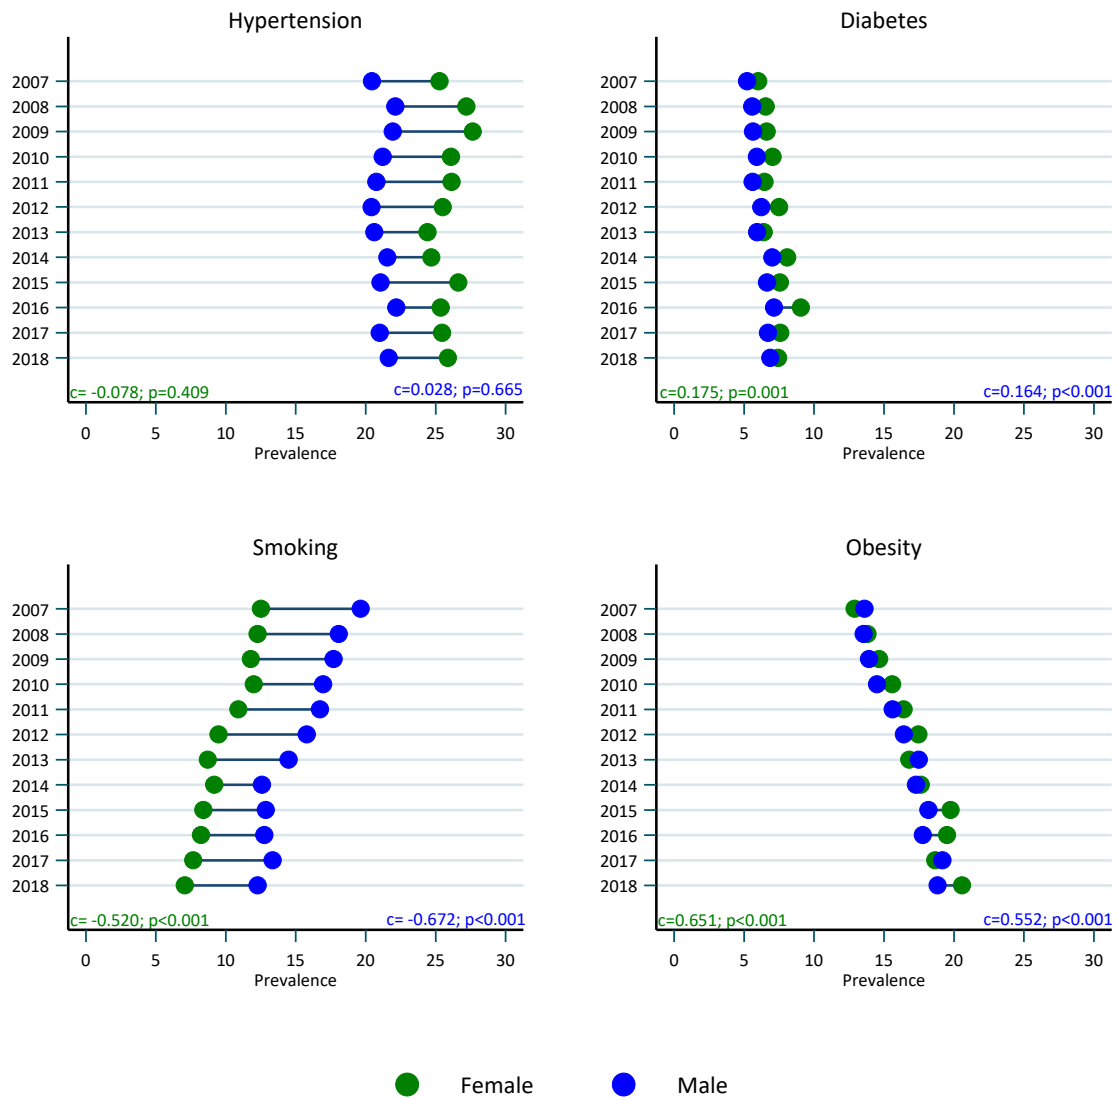 Hypertension
2007
2008
2009
2010
2011
2012
2013
2014
2015
2016
2017
2018
c= -0.078; p=0.409
c=0.028; p=0.665
0 5 10 15 20 25 30
Prevalence
Diabetes
2007
2008
2009
2010
2011
2012
2013
2014
2015
2016
2017
2018
c=0.175; p=0.001
c=0.164; p<0.001
0 5 10 15 20 25 30
Prevalence
Smoking
2007
2008
2009
2010
2011
2012
2013
2014
2015
2016
2017
2018
c= -0.520; p<0.001
c= -0.672; p<0.001
0 5 10 15 20 25 30
Prevalence
Obesity
2007
2008
2009
2010
2011
2012
2013
2014
2015
2016
2017
2018
c=0.651; p<0.001
c=0.552; p<0.001
0 5 10 15 20 25 30
Prevalence
Female Male